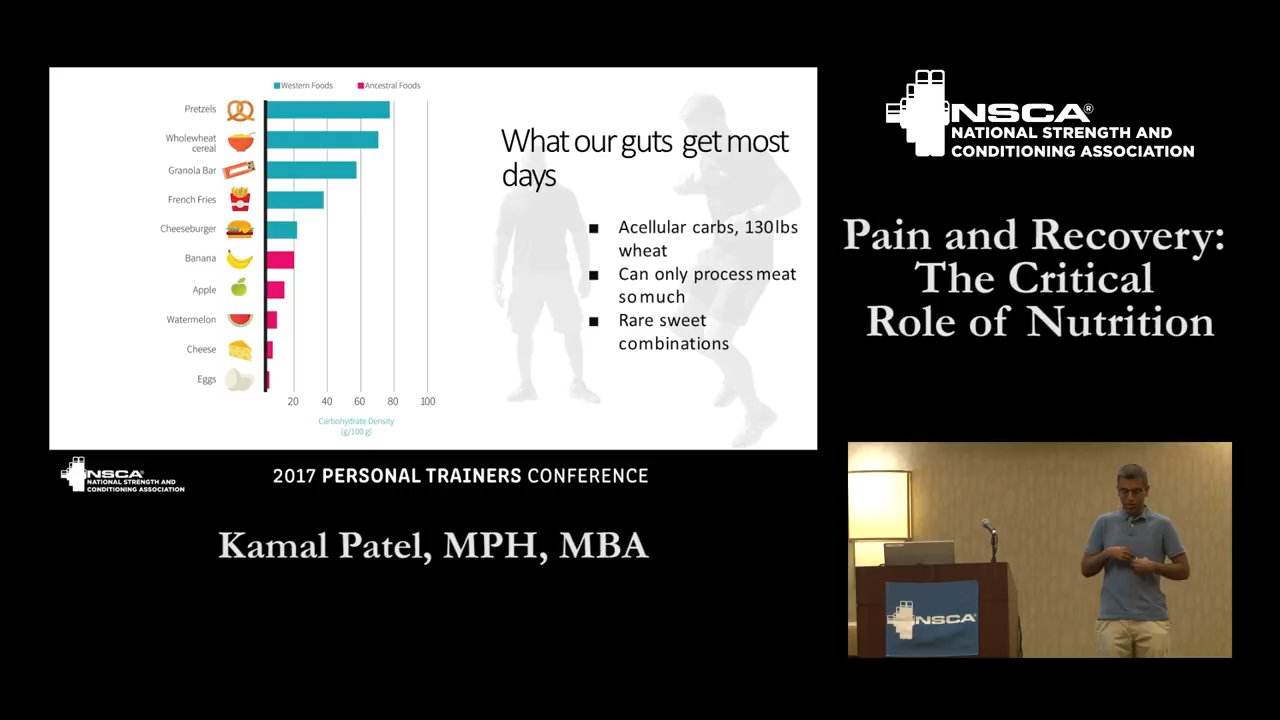 Western Foods
Ancestral Foods
Pretzels
Wholewheat
cereal
Granola Bar
French Fries
Cheeseburger
Banana
Apple
Watermelon
Cheese
Eggs
20 40 60 80 100
Carbohydrate Density
(g/100 g)
What our guts get most
days
■ Acellular carbs, 130lbs
wheat
■ Can only process meat
so much
■ Rare sweet
combinations
NSCA®
NATIONAL STRENGTH AND
CONDITIONING ASSOCIATION
2017 PERSONAL TRAINERS CONFERENCE
Kamal Patel, MPH, MBA
NSCA®
NATIONAL STRENGTH AND
CONDITIONING ASSOCIATION
Pain and Recovery:
The Critical
Role of Nutrition
NSCA